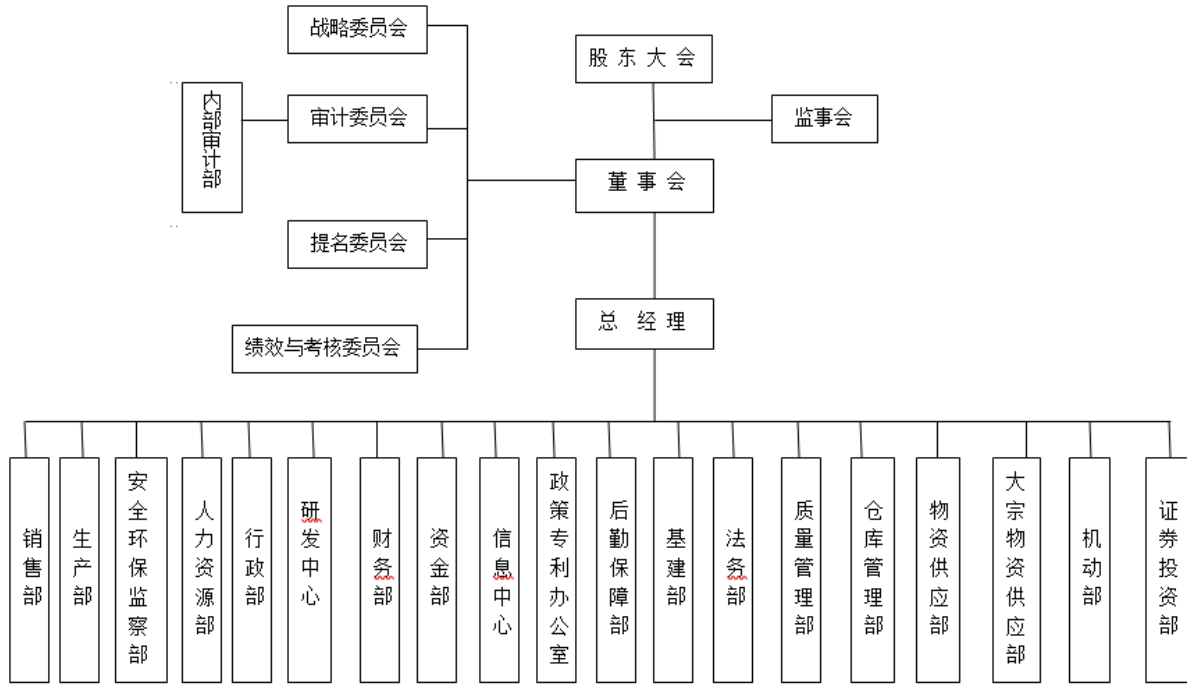 战略委员会
股 东 大 会
内部审计部
审计委员会
监事会
董 事 会
提名委员会
总 经 理
绩效与考核委员会
销售部
生产部
安全环保监察部
人力资源部
行政部
研发中心
财务部
资金部
信息中心
政策专利办公室
后勤保障部
基建部
法务部
质量管理部
仓库管理部
物资供应部
大宗物资供应部
机动部
证券投资部